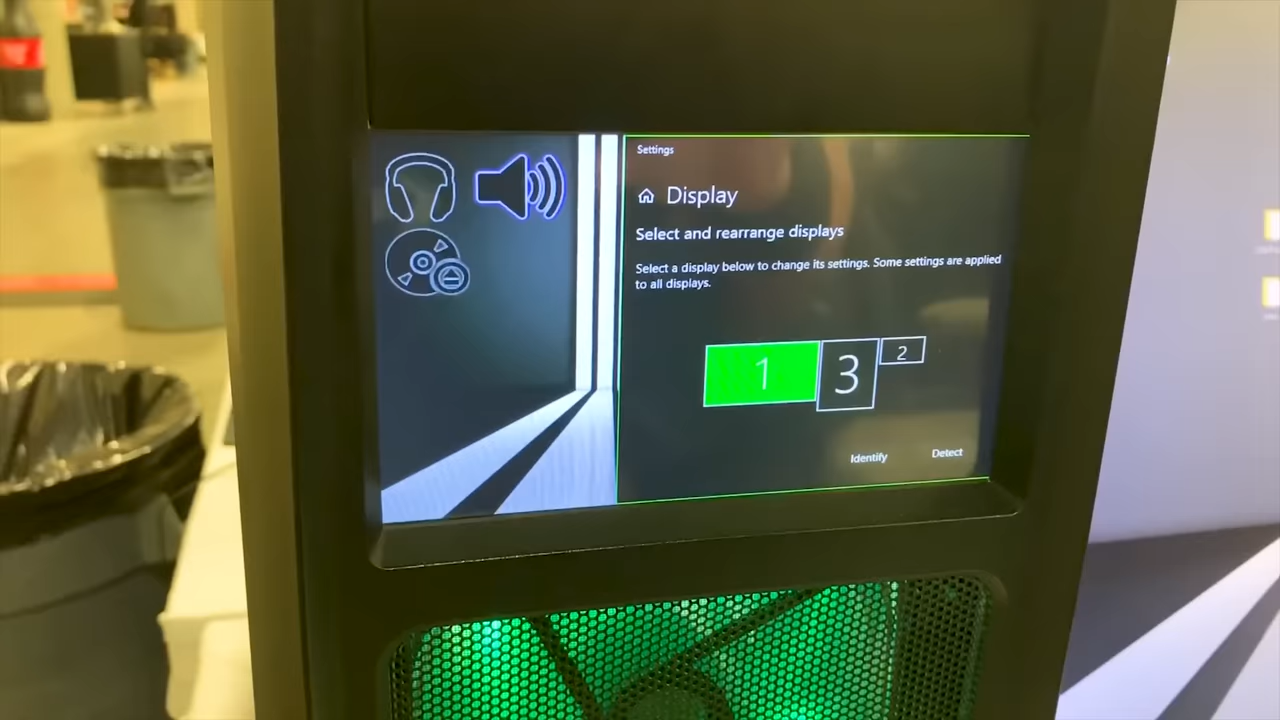 Settings
Display
Select and rearrange displays
Select a display below to change its settings. Some settings are applied
to all displays.
1
3
2
Identify
Detect